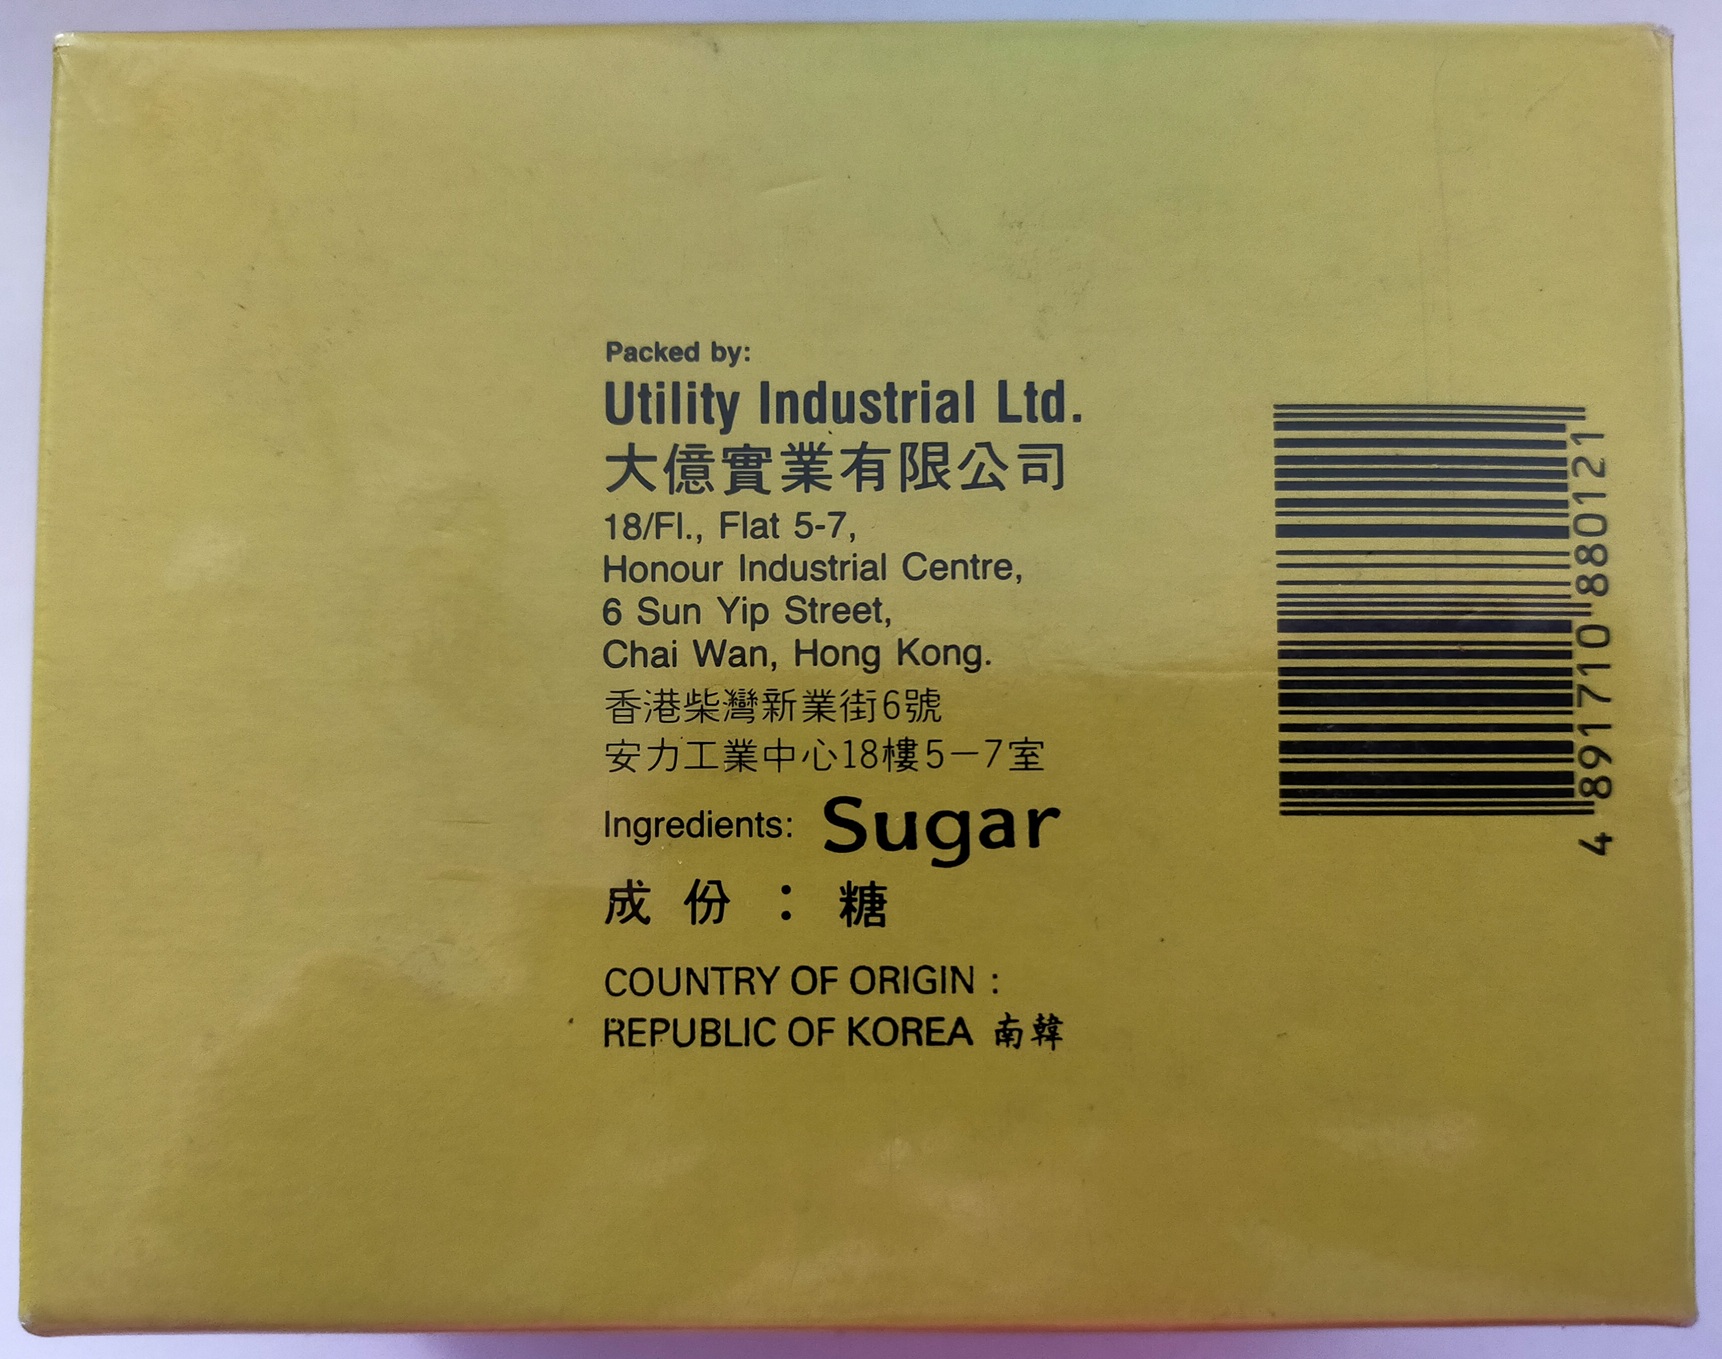 Packed by:
Utility Industrial Ltd.
大億實業有限公司
18/Fl., Flat 5-7,
Honour Industrial Centre,
6 Sun Yip Street,
Chai Wan, Hong Kong.
香港柴灣新業街6號
安力工業中心18樓5－7室
Ingredients: Sugar
成份：糖
COUNTRY OF ORIGIN :
REPUBLIC OF KOREA 南韓
4 891710 880121